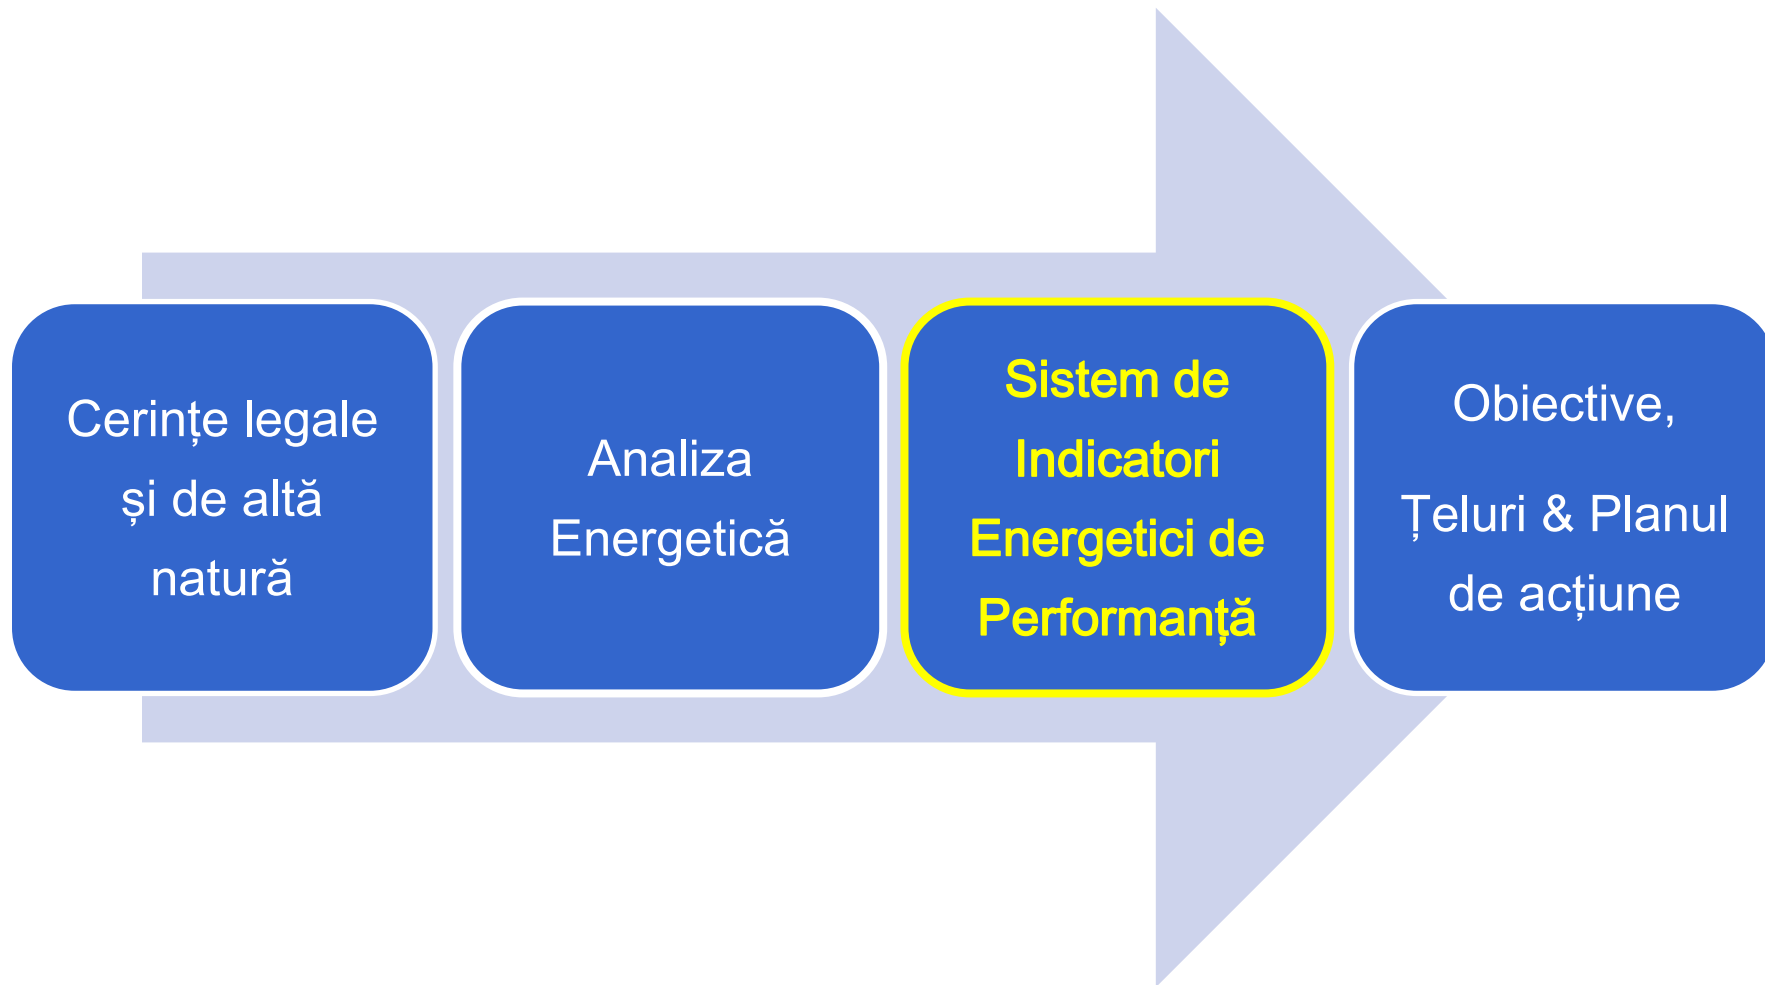 Cerințe legale
și de altă
natură
Analiza
Energetică
Sistem de
Indicatori
Energetici de
Performanță
Obiective,
Țeluri & Planul
de acțiune